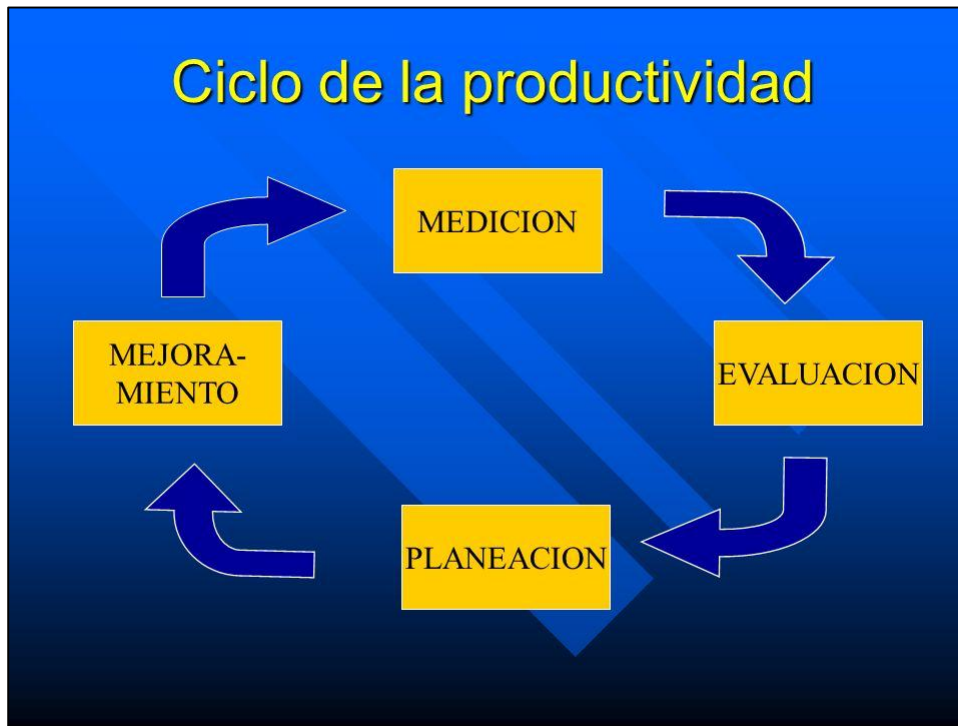 Ciclo de la productividad
MEDICION
MEJORA-
MIENTO
EVALUACION
PLANEACION